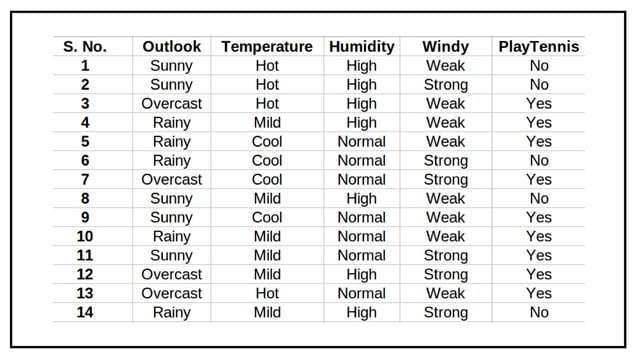 S. No. Outlook Temperature Humidity Windy PlayTennis
1 Sunny Hot High Weak No
2 Sunny Hot High Strong No
3 Overcast Hot High Weak Yes
4 Rainy Mild High Weak Yes
5 Rainy Cool Normal Weak Yes
6 Rainy Cool Normal Strong No
7 Overcast Cool Normal Strong Yes
8 Sunny Mild High Weak No
9 Sunny Cool Normal Weak Yes
10 Rainy Mild Normal Weak Yes
11 Sunny Mild Normal Strong Yes
12 Overcast Mild High Strong Yes
13 Overcast Hot Normal Weak Yes
14 Rainy Mild High Strong No